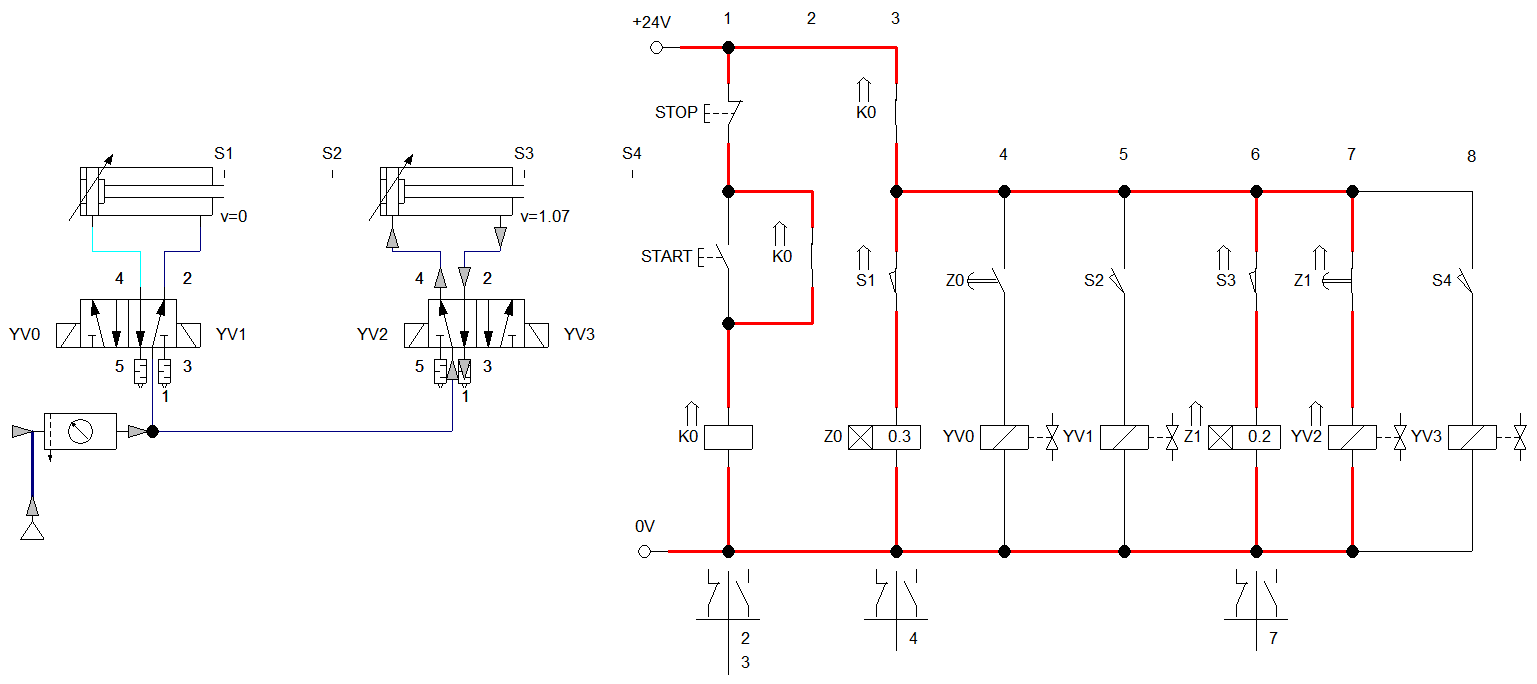 +24V
1
2
3
STOP
K0
S1
S2
S3
S4
4
5
6
7
8
v=0
v=1.07
START
K0
S1
Z0
S2
S3
Z1
S4
4
2
4
2
YV0
YV1
YV2
YV3
5
3
1
5
3
1
K0
Z0
0.3
YV0
YV1
Z1
0.2
YV2
YV3
0V
2
3
4
7